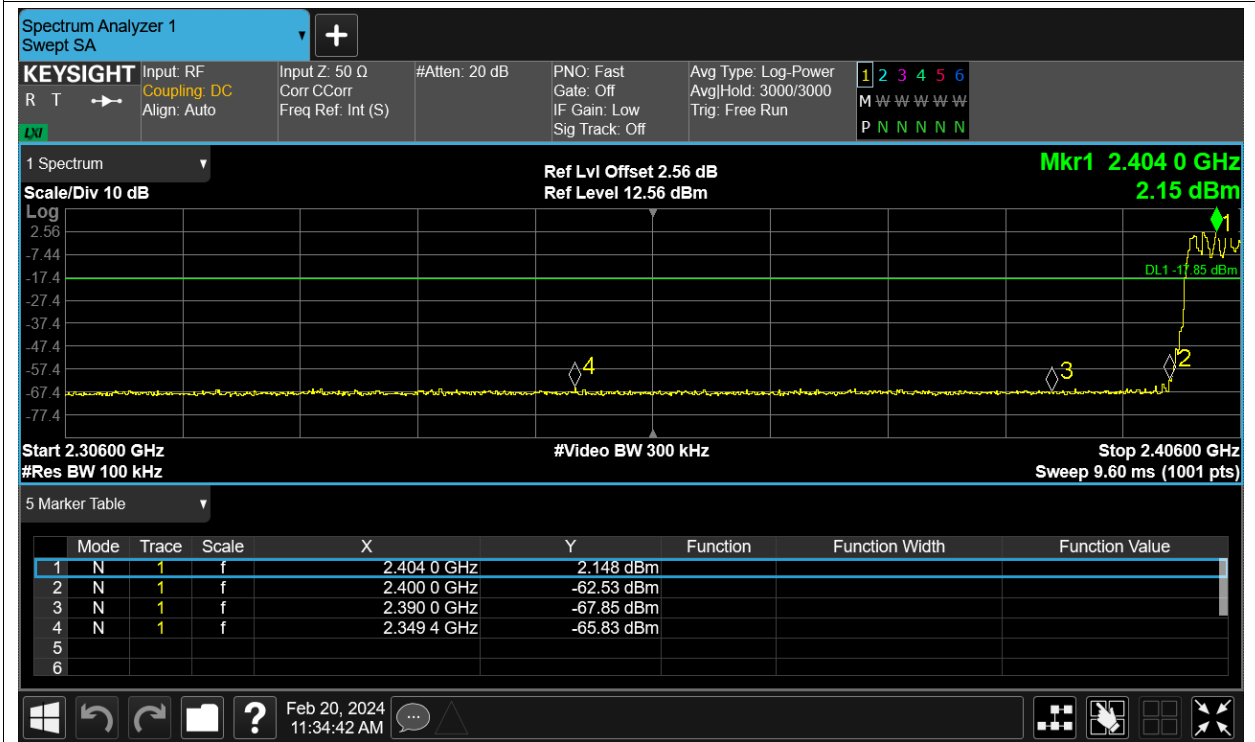 Spectrum Analyzer 1
Swept SA
+
KEYSIGHT
R T
LXI
Input: RF
Coupling: DC
Align: Auto
Input Z: 50 Ω
Corr CCorr
Freq Ref: Int (S)
#Atten: 20 dB
PNO: Fast
Gate: Off
IF Gain: Low
Sig Track: Off
Avg Type: Log-Power
Avg|Hold: 3000/3000
Trig: Free Run
1 2 3 4 5 6
M W W W W W
P N N N N N
1 Spectrum
Scale/Div 10 dB
Ref Lvl Offset 2.56 dB
Ref Level 12.56 dBm
Mkr1 2.404 0 GHz
2.15 dBm
Log
2.56
-7.44
-17.4
-27.4
-37.4
-47.4
-57.4
-67.4
-77.4
1
DL1 -17.85 dBm
2
3
4
Start 2.30600 GHz
#Res BW 100 kHz
#Video BW 300 kHz
Stop 2.40600 GHz
Sweep 9.60 ms (1001 pts)
5 Marker Table
Mode Trace Scale X Y Function Function Width Function Value
1 N 1 f 2.404 0 GHz 2.148 dBm
2 N 1 f 2.400 0 GHz -62.53 dBm
3 N 1 f 2.390 0 GHz -67.85 dBm
4 N 1 f 2.349 4 GHz -65.83 dBm
5
6
?
Feb 20, 2024
11:34:42 AM